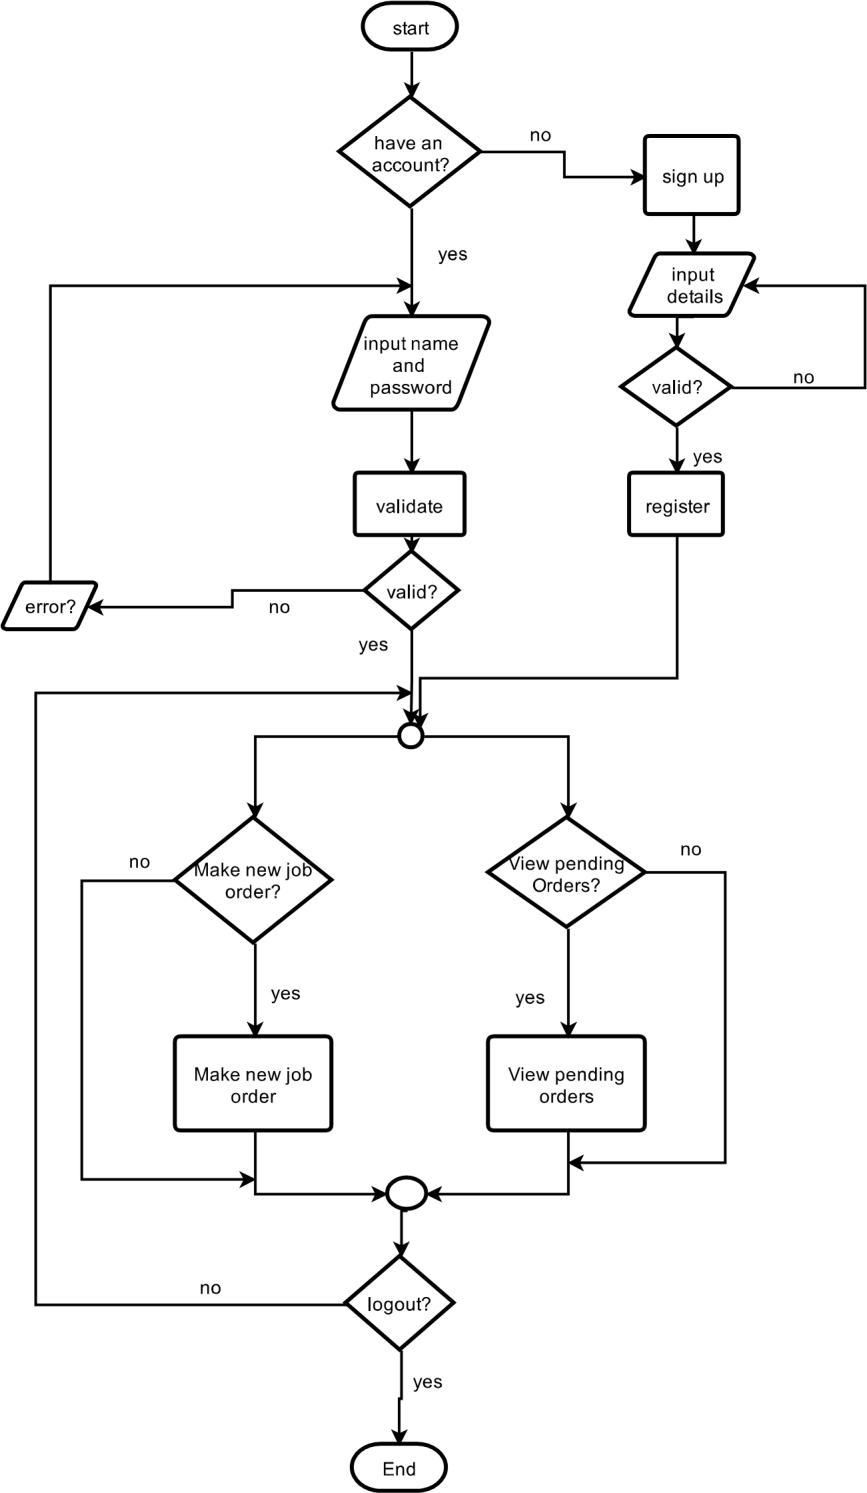 start
have an
account?
no
sign up
yes
input
details
input name
and
password
valid?
no
yes
validate
register
valid?
error?
no
yes
Make new job
order?
no
View pending
Orders?
no
yes
yes
Make new job
order
View pending
orders
no
logout?
yes
End